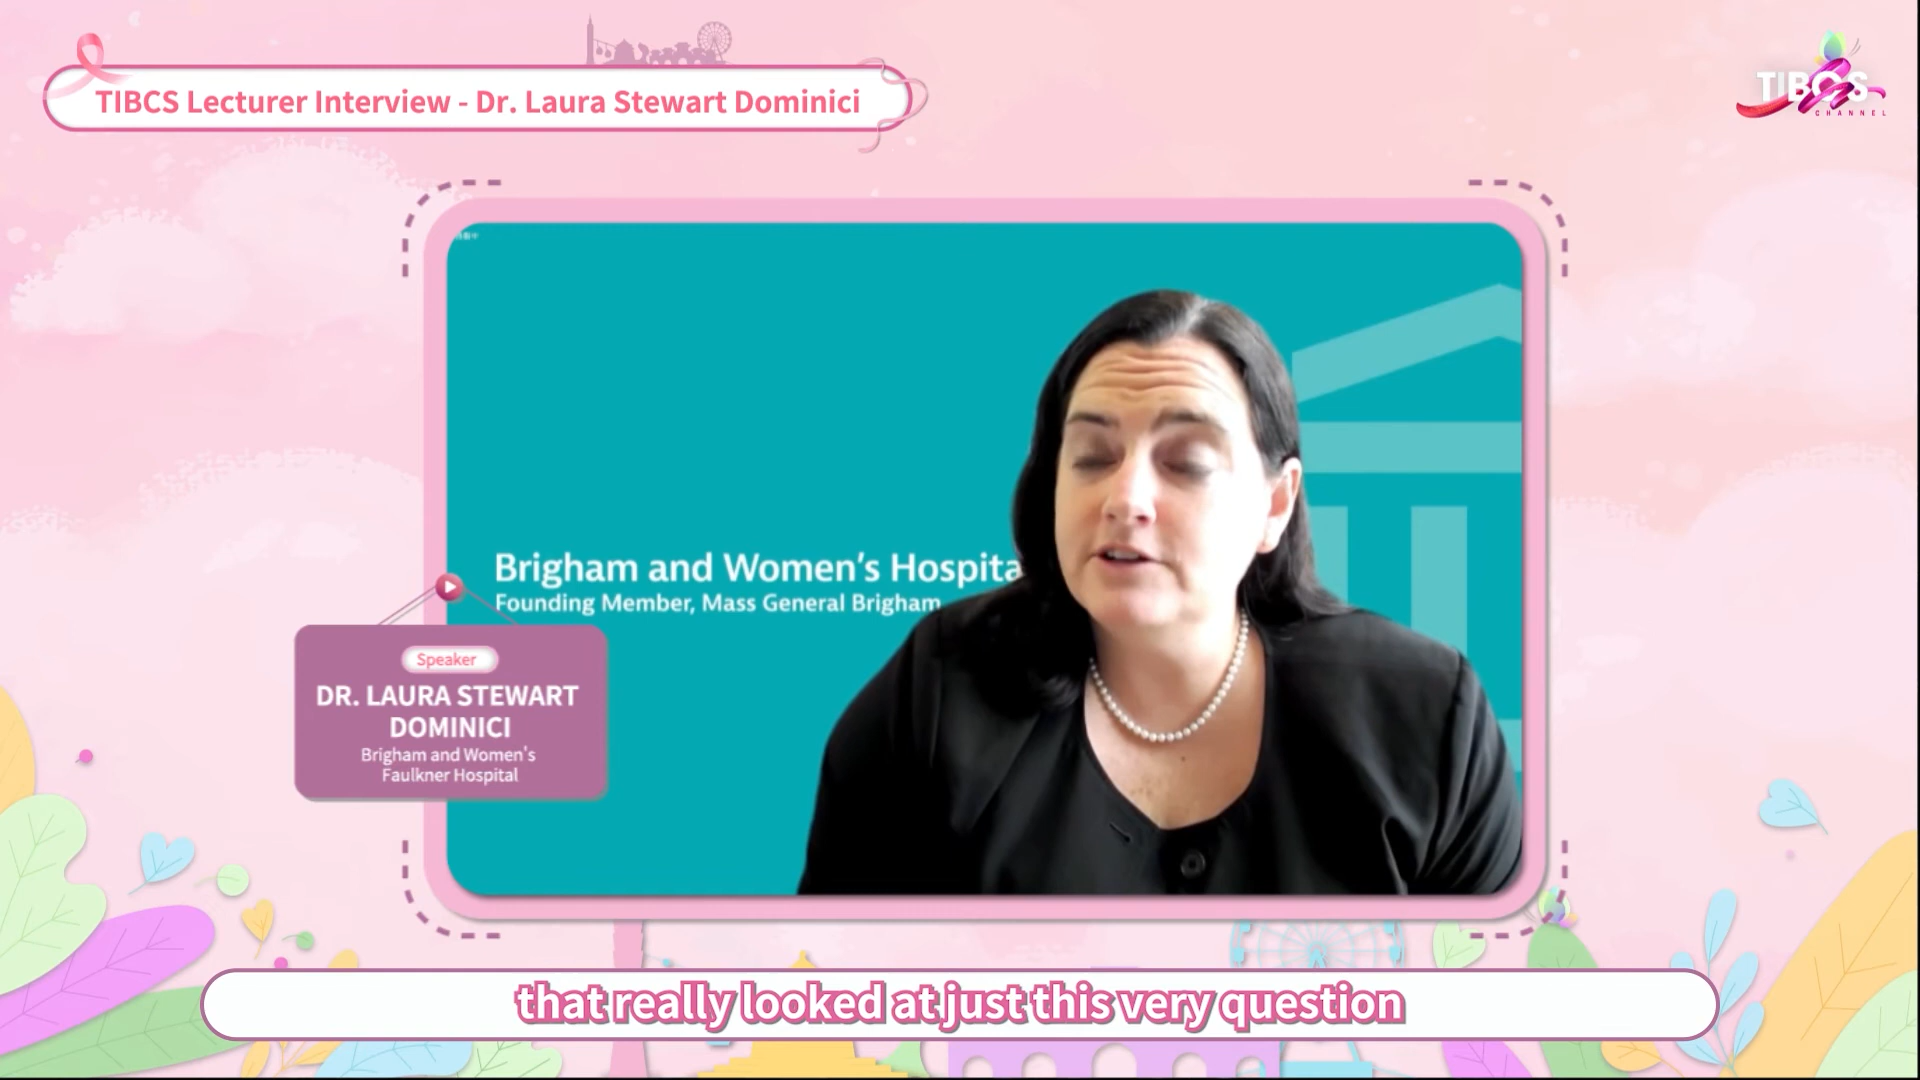 TIBCS Lecturer Interview - Dr. Laura Stewart Dominici
TIBCS
CHANNEL
Brigham and Women's Hospita
Founding Member, Mass General Brigham
Speaker
DR. LAURA STEWART
DOMINICI
Brigham and Women's
Faulkner Hospital
that really looked at just this very question